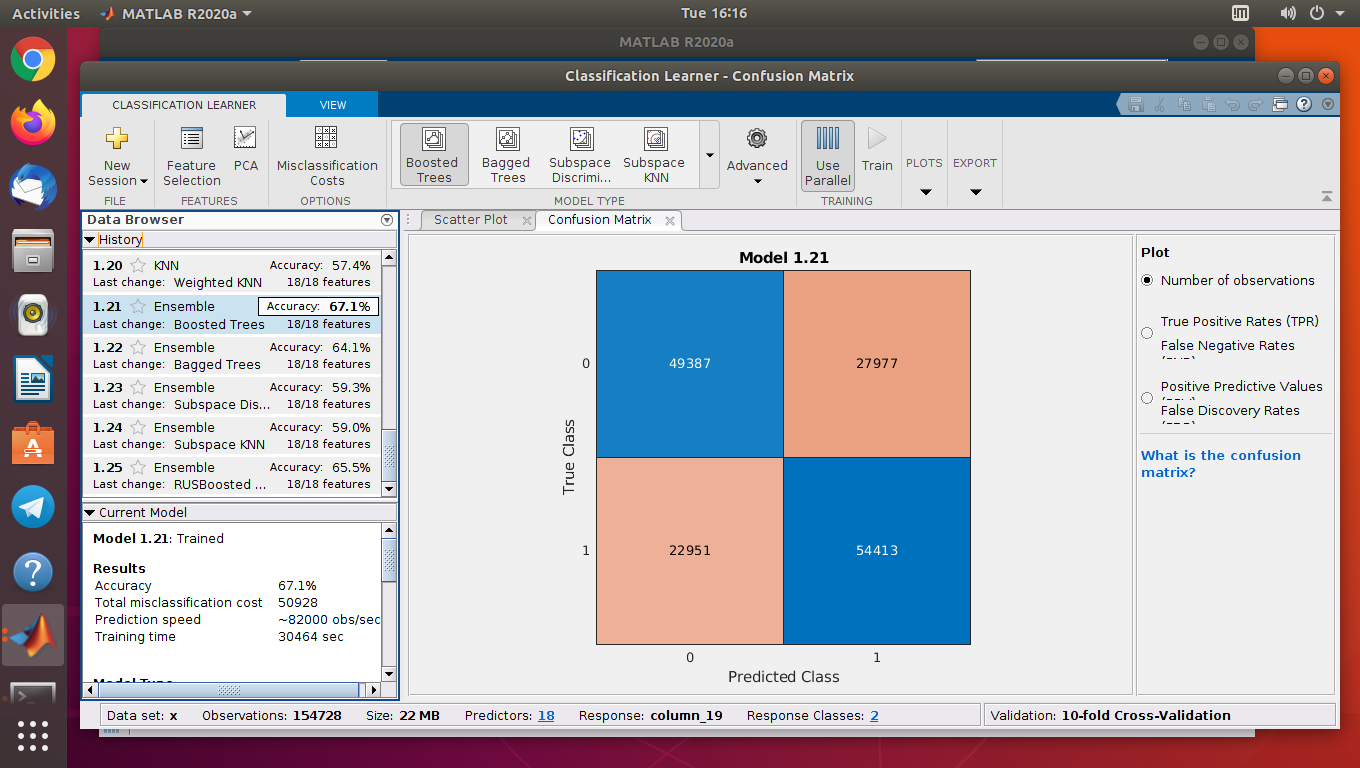 Activities MATLAB R2020a Tue 16:16
MATLAB R2020a
Classification Learner - Confusion Matrix
CLASSIFICATION LEARNER VIEW
New Session
Feature Selection
PCA
Misclassification Costs
Boosted Trees
Bagged Trees
Subspace Discrimi...
Subspace KNN
Advanced
Use Parallel
Train
PLOTS
EXPORT
FILE FEATURES OPTIONS MODEL TYPE TRAINING
Data Browser
History
1.20 KNN Accuracy: 57.4%
Last change: Weighted KNN 18/18 features
1.21 Ensemble Accuracy: 67.1%
Last change: Boosted Trees 18/18 features
1.22 Ensemble Accuracy: 64.1%
Last change: Bagged Trees 18/18 features
1.23 Ensemble Accuracy: 59.3%
Last change: Subspace Dis... 18/18 features
1.24 Ensemble Accuracy: 59.0%
Last change: Subspace KNN 18/18 features
1.25 Ensemble Accuracy: 65.5%
Last change: RUSBoosted ... 18/18 features
Current Model
Model 1.21: Trained
Results
Accuracy 67.1%
Total misclassification cost 50928
Prediction speed ~82000 obs/sec
Training time 30464 sec
Model Type
Scatter Plot Confusion Matrix
Model 1.21
True Class
0 49387 27977
1 22951 54413
0 1
Predicted Class
Plot
Number of observations
True Positive Rates (TPR)
False Negative Rates
Positive Predictive Values
False Discovery Rates
What is the confusion
matrix?
Data set: x Observations: 154728 Size: 22 MB Predictors: 18 Response: column_19 Response Classes: 2 Validation: 10-fold Cross-Validation